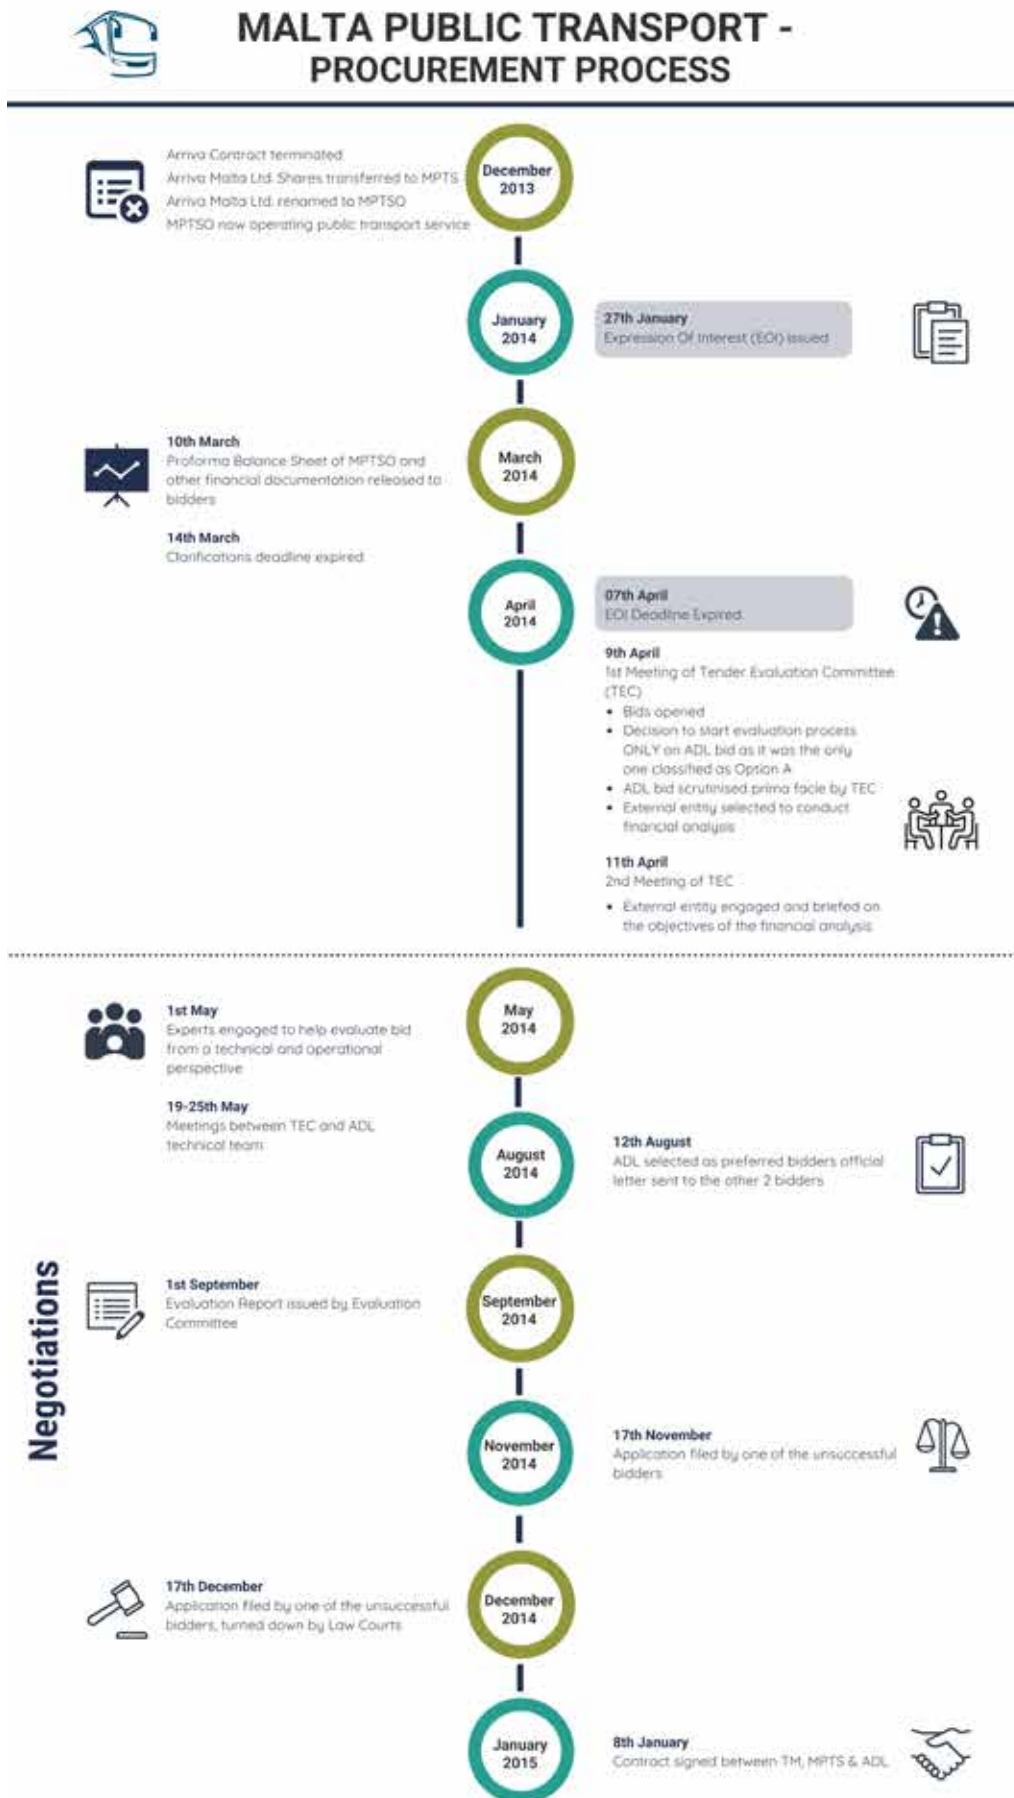 MALTA PUBLIC TRANSPORT -
PROCUREMENT PROCESS
Arriva Contract terminated
Arriva Malta Ltd. Shares transferred to MPTS
Arriva Malta Ltd. renamed to MPTSO
MPTSO now operating public transport service
December
2013
January
2014
27th January
Expression Of Interest (EOI) issued
10th March
Proforma Balance Sheet of MPTSO and
other financial documentation released to
bidders
14th March
Clarifications deadline expired
March
2014
April
2014
07th April
EOI Deadline Expired
9th April
1st Meeting of Tender Evaluation Committee
(TEC)
• Bids opened
• Decision to start evaluation process
ONLY on ADL bid as it was the only
one classified as Option A
• ADL bid scrutinised prima facie by TEC
• External entity selected to conduct
financial analysis
11th April
2nd Meeting of TEC
• External entity engaged and briefed on
the objectives of the financial analysis
Negotiations
1st May
Experts engaged to help evaluate bid
from a technical and operational
perspective
19-25th May
Meetings between TEC and ADL
technical team
May
2014
August
2014
12th August
ADL selected as preferred bidders official
letter sent to the other 2 bidders
1st September
Evaluation Report issued by Evaluation
Committee
September
2014
November
2014
17th November
Application filed by one of the unsuccessful
bidders
17th December
Application filed by one of the unsuccessful
bidders, turned down by Law Courts
December
2014
January
2015
8th January
Contract signed between TM, MPTS & ADL